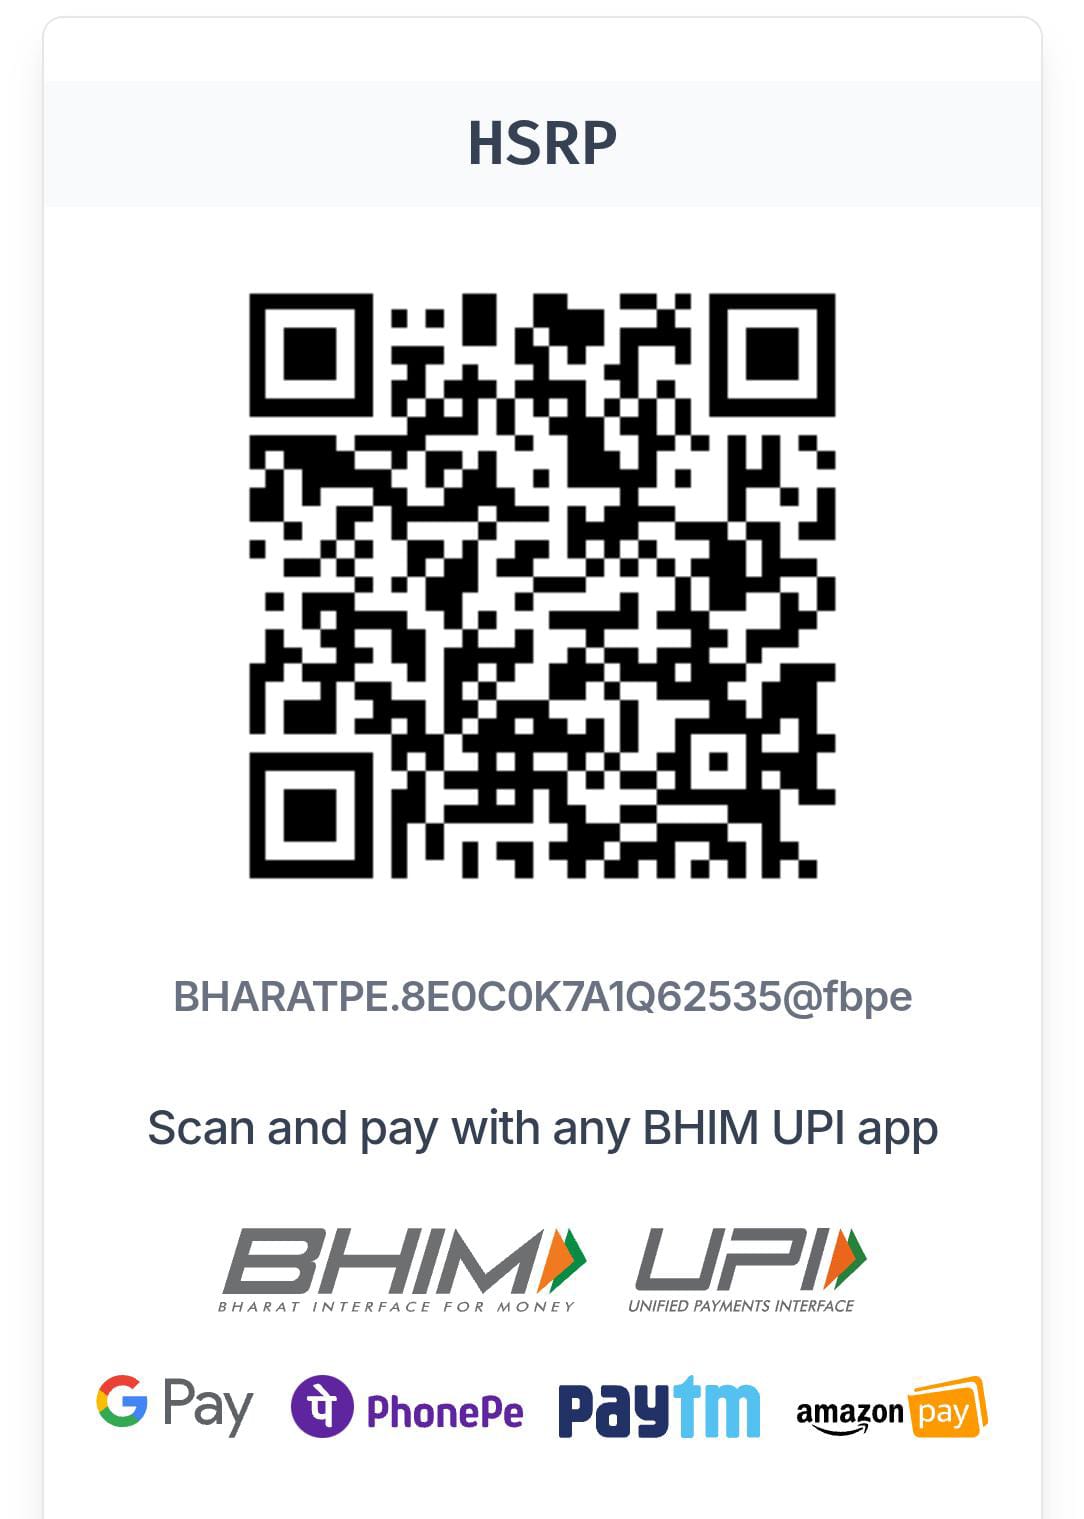 HSRP
BHARATPE.8E0C0K7A1Q62535@fbpe
Scan and pay with any BHIM UPI app
BHIM UPI
BHARAT INTERFACE FOR MONEY UNIFIED PAYMENTS INTERFACE
G Pay पे PhonePe paytm amazon pay